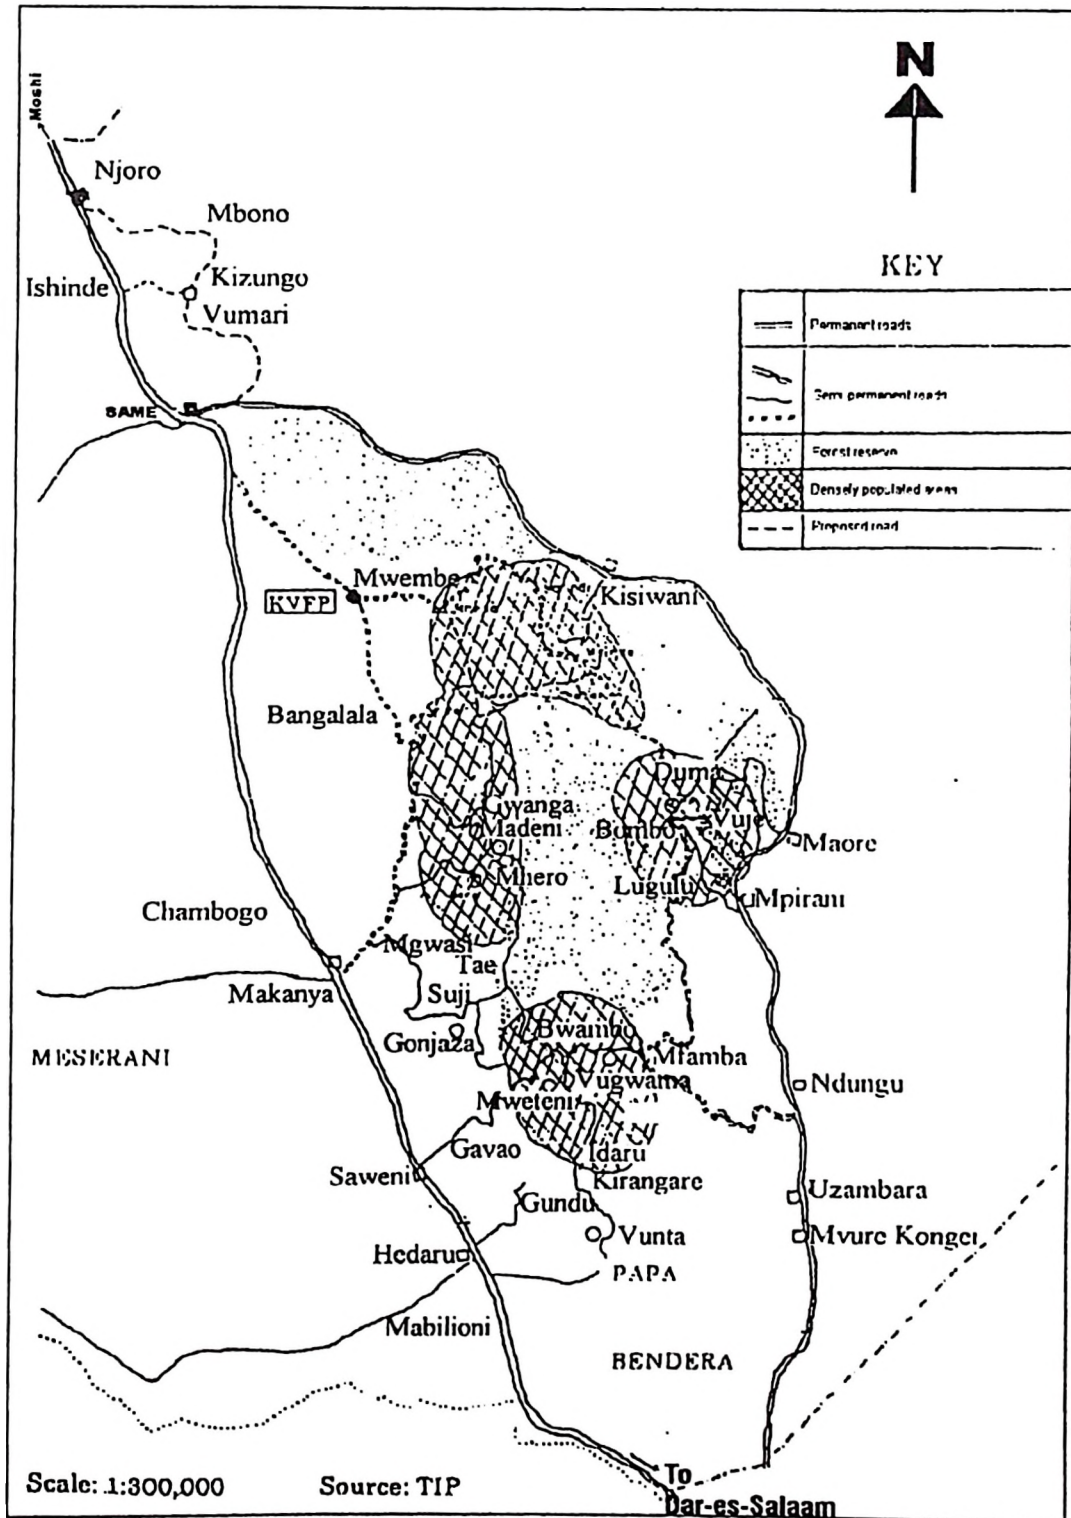 Moshi
N
Njoro
Mbono
KEY
Ishinde
Kizungo
Vumari
Permanent roads
Semi permanent roads
SAME
Forest reserve
Densely populated areas
Proposed road
Mwembe
KVFP
Kisiwani
Bangalala
Duma
Gwanga
Vuje
Madeni
Bombo
Maore
Mhero
Lugulu
Mpirani
Chambogo
Mgwasi
Tae
Makanya
Suji
Gonjaza
Bwambo
MESERANI
Mfamba
Vugwama
Ndungu
Mweteni
Gavao
Idaru
Saweni
Kirangare
Uzambara
Gundu
Vunta
Mvure Konger
Hedaru
PAPA
Mabilioni
BENDERA
Scale: 1:300,000
Source: TIP
To
Dar-es-Salaam